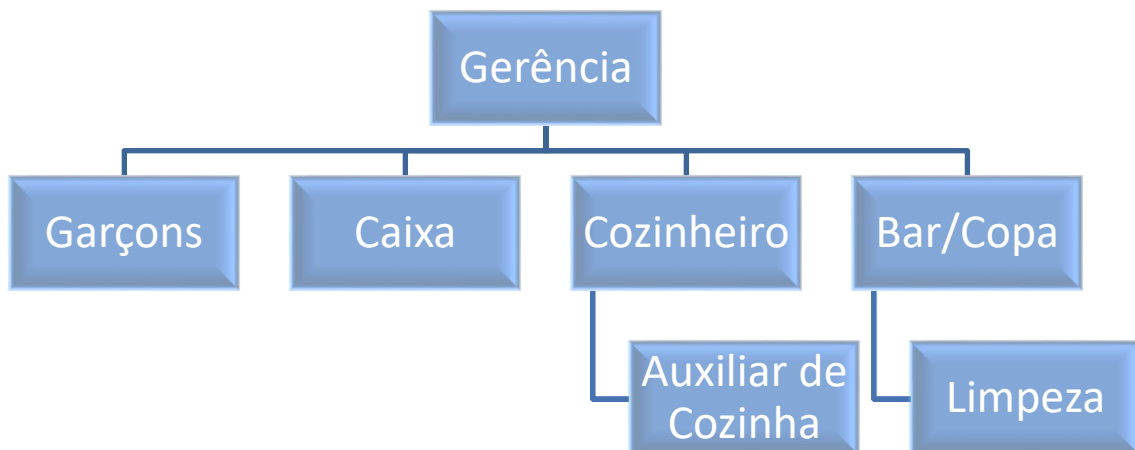 Gerência
Garçons
Caixa
Cozinheiro
Bar/Copa
Auxiliar de
Cozinha
Limpeza